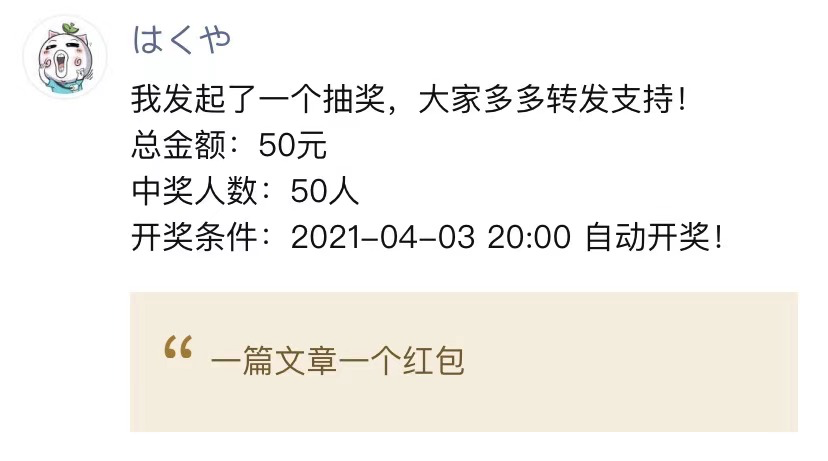 はくや
我发起了一个抽奖，大家多多转发支持！
总金额：50元
中奖人数：50人
开奖条件：2021-04-03 20:00 自动开奖！
“ 一篇文章一个红包